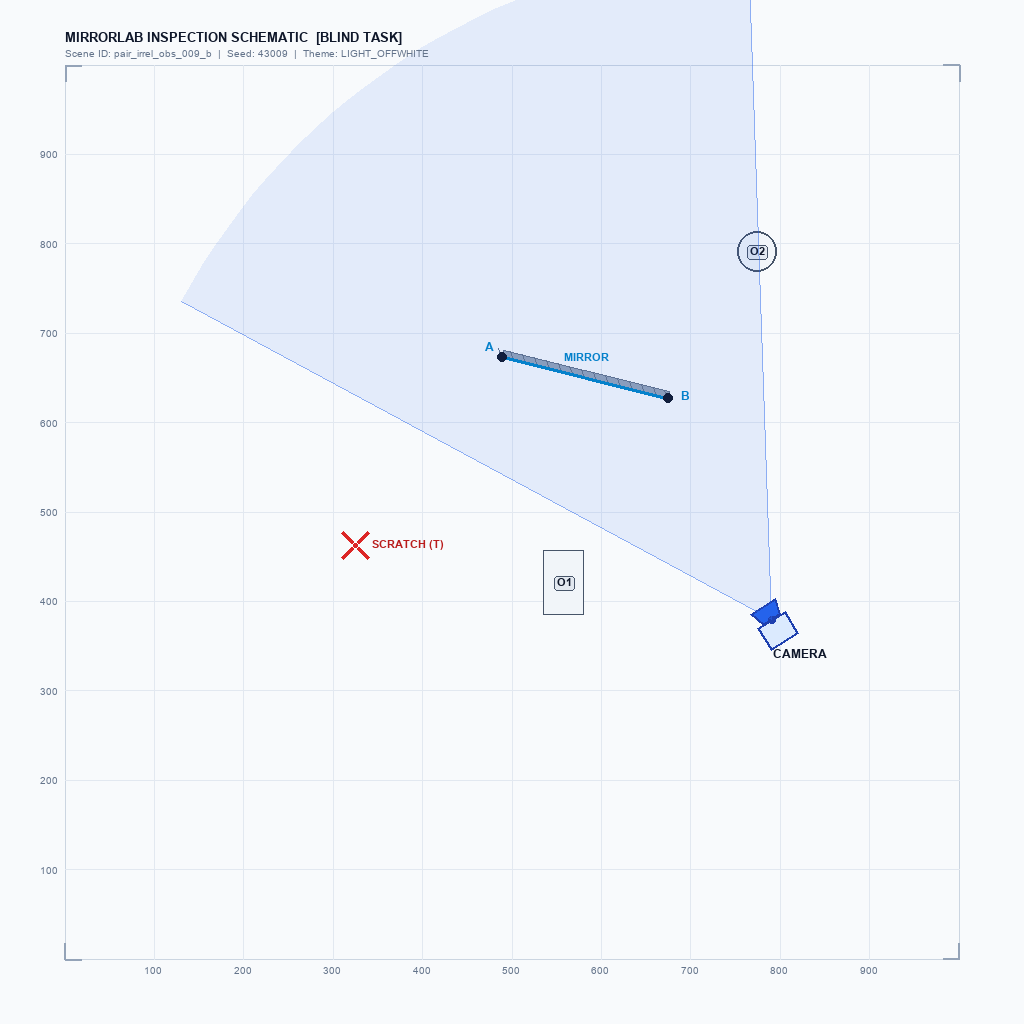 MIRRORLAB INSPECTION SCHEMATIC [BLIND TASK]
Scene ID: pair_irrel_obs_009_b | Seed: 43009 | Theme: LIGHT_OFFWHITE
900
800
O2
700
A
MIRROR
B
600
500
SCRATCH (T)
O1
400
CAMERA
300
200
100
100 200 300 400 500 600 700 800 900